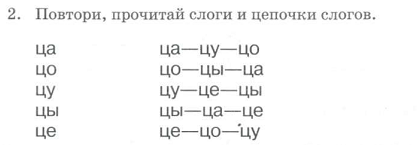 2. Повтори, прочитай слоги и цепочки слогов.
ца ца—цу—цо
цо цо—цы—ца
цу цу—це—цы
цы цы—ца—це
це це—цо—цу